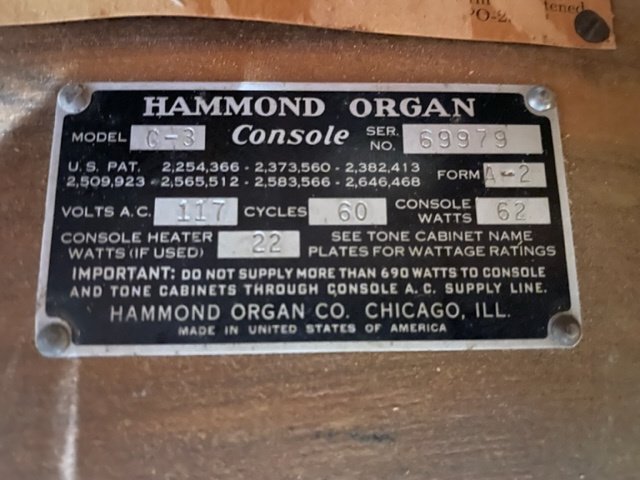 tened
PO-2.
HAMMOND ORGAN
MODEL C-3 Console SER. NO. 69979
U.S. PAT. 2,254,366 - 2,373,560 - 2,382,413
2,509,923 - 2,565,512 - 2,583,566 - 2,646,468
FORM A-2
VOLTS A.C. 117 CYCLES 60 CONSOLE WATTS 62
CONSOLE HEATER WATTS (IF USED) 22 SEE TONE CABINET NAME PLATES FOR WATTAGE RATINGS
IMPORTANT: DO NOT SUPPLY MORE THAN 690 WATTS TO CONSOLE
AND TONE CABINETS THROUGH CONSOLE A.C. SUPPLY LINE.
HAMMOND ORGAN CO. CHICAGO, ILL.
MADE IN UNITED STATES OF AMERICA